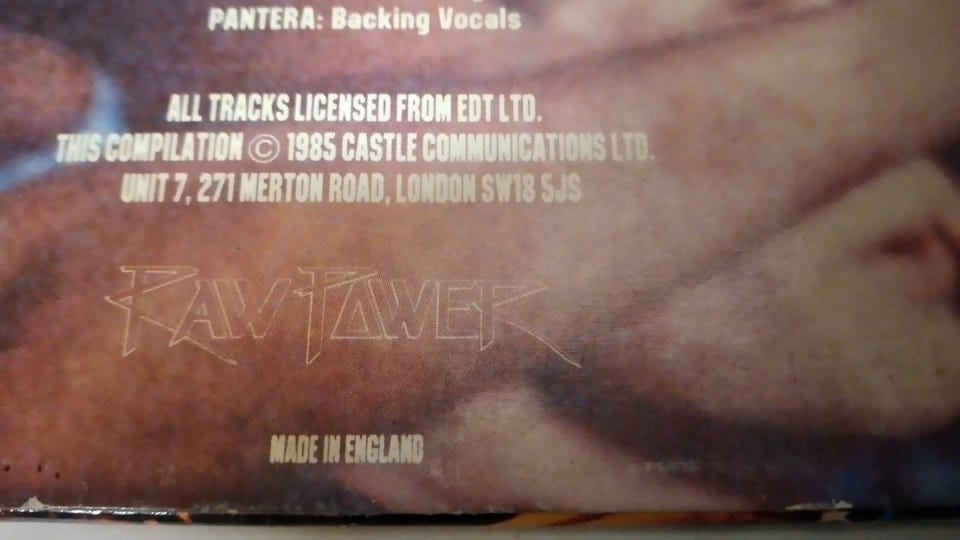 PANTERA: Backing Vocals
ALL TRACKS LICENSED FROM EDT LTD.
THIS COMPILATION © 1985 CASTLE COMMUNICATIONS LTD.
UNIT 7, 271 MERTON ROAD, LONDON SW18 5JS
RAW POWER
MADE IN ENGLAND